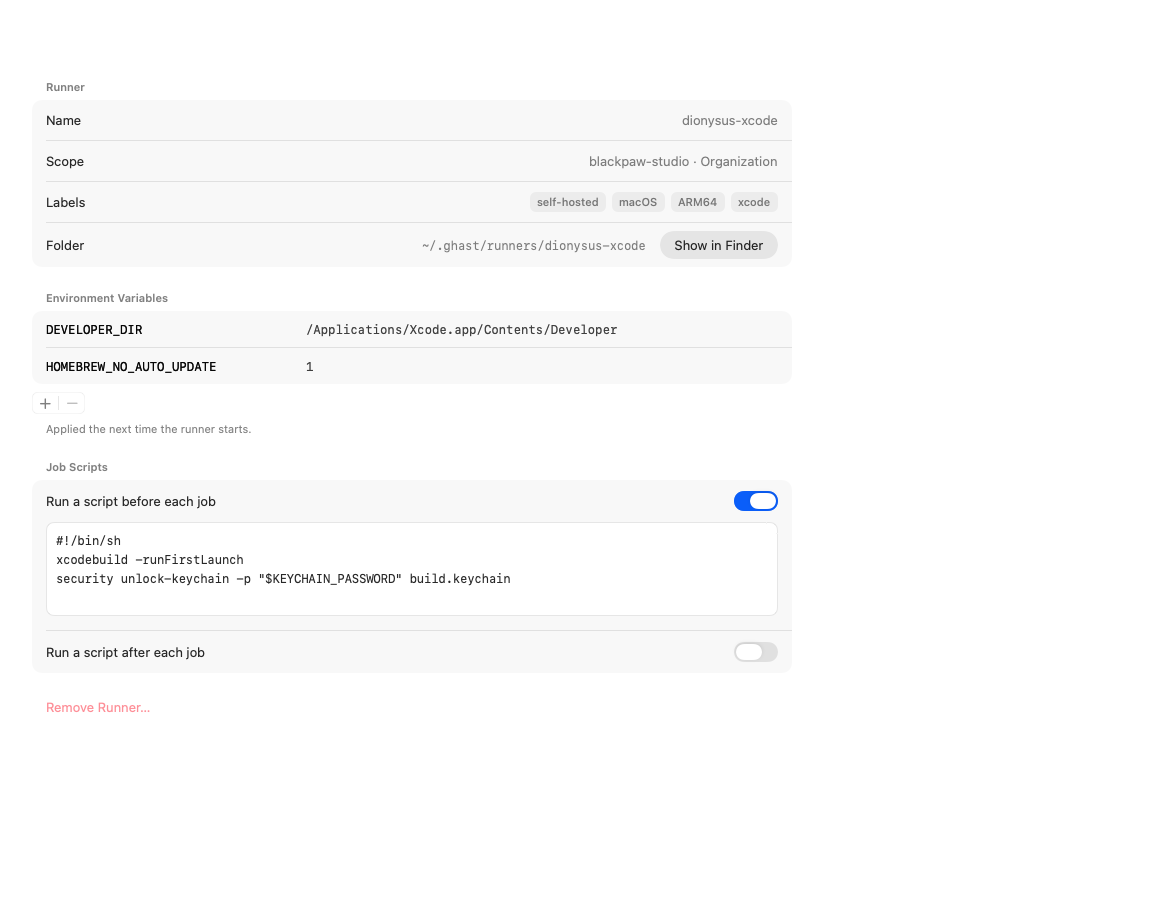 Runner
Name dionysus-xcode
Scope blackpaw-studio · Organization
Labels self-hosted macOS ARM64 xcode
Folder ~/.ghast/runners/dionysus-xcode Show in Finder
Environment Variables
DEVELOPER_DIR /Applications/Xcode.app/Contents/Developer
HOMEBREW_NO_AUTO_UPDATE 1
Applied the next time the runner starts.
Job Scripts
Run a script before each job
#!/bin/sh
xcodebuild -runFirstLaunch
security unlock-keychain -p "$KEYCHAIN_PASSWORD" build.keychain
Run a script after each job
Remove Runner...